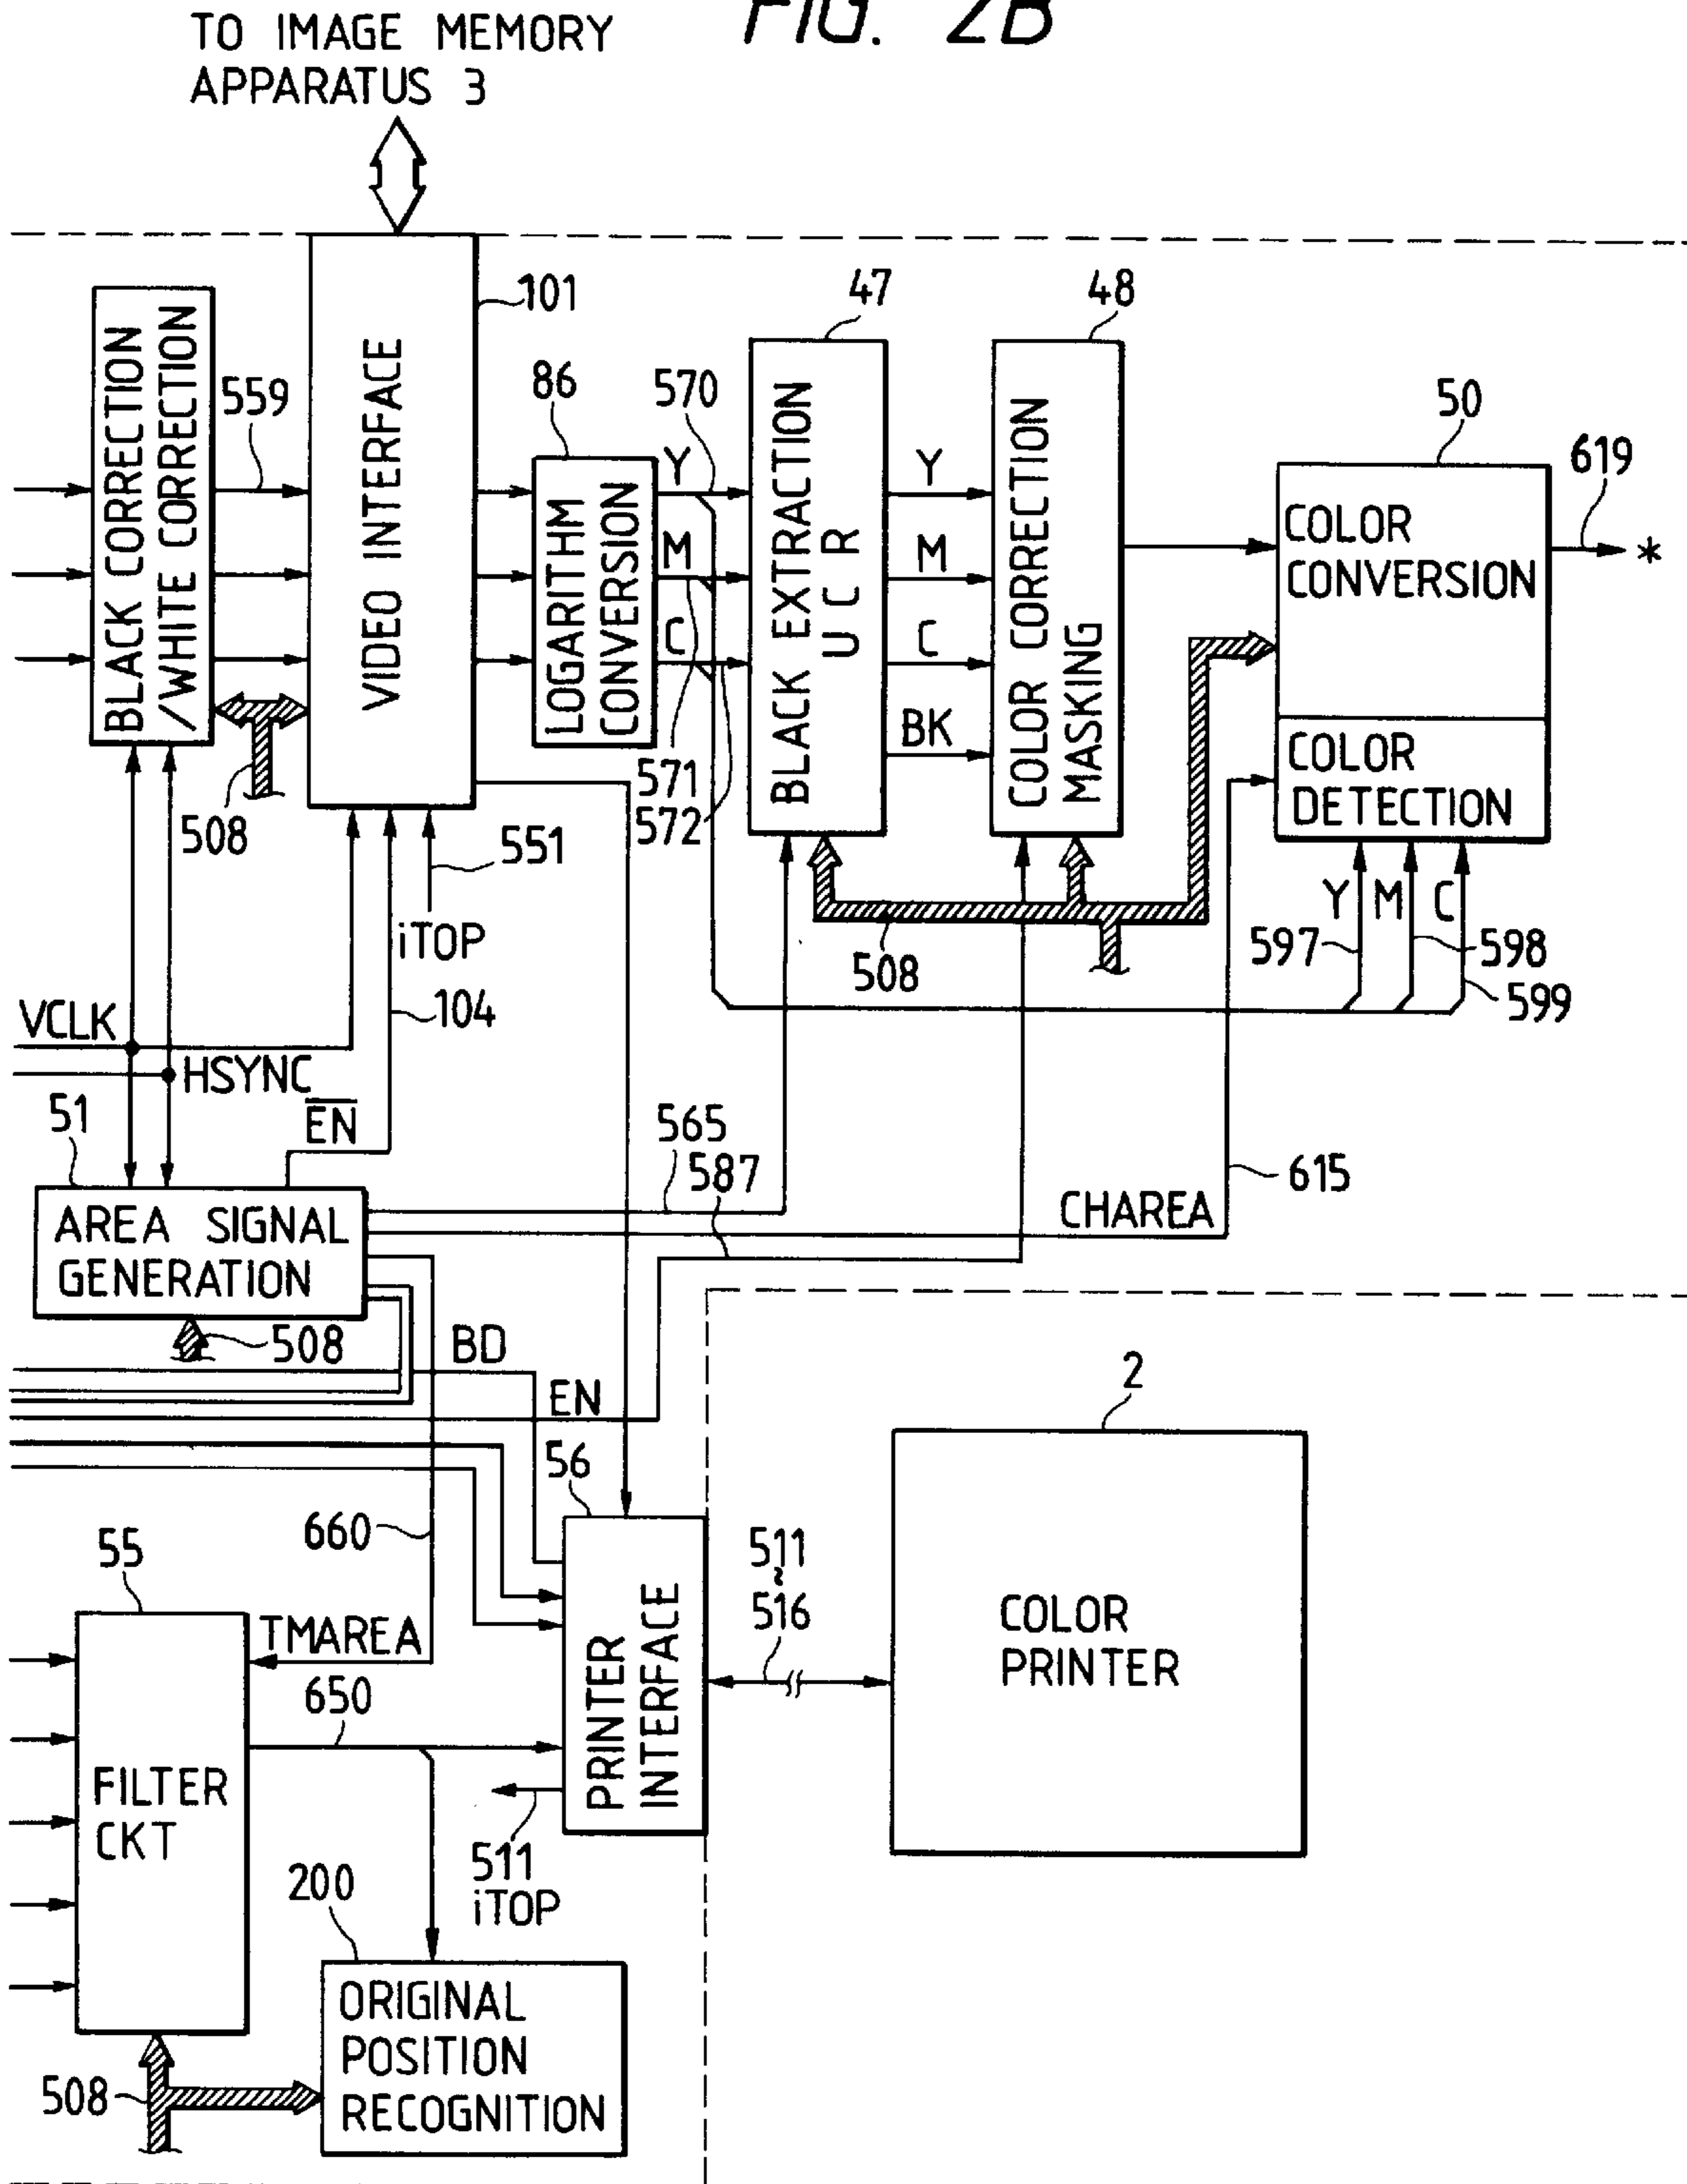 FIG. 2B
TO IMAGE MEMORY
APPARATUS 3
101
47
48
BLACK CORRECTION
/WHITE CORRECTION
559
VIDEO INTERFACE
86
LOGARITHM
CONVERSION
570
Y
M
C
571
572
BLACK EXTRACTION
U C R
Y
M
C
BK
COLOR CORRECTION
MASKING
50
COLOR
CONVERSION
619
*
COLOR
DETECTION
508
551
iTOP
104
508
Y M C
597
598
599
VCLK
HSYNC
51
EN
565
587
615
CHAREA
AREA SIGNAL
GENERATION
508
BD
EN
2
56
660
55
511
~
516
TMAREA
650
PRINTER
INTERFACE
COLOR
PRINTER
FILTER
CKT
511
iTOP
200
ORIGINAL
POSITION
RECOGNITION
508